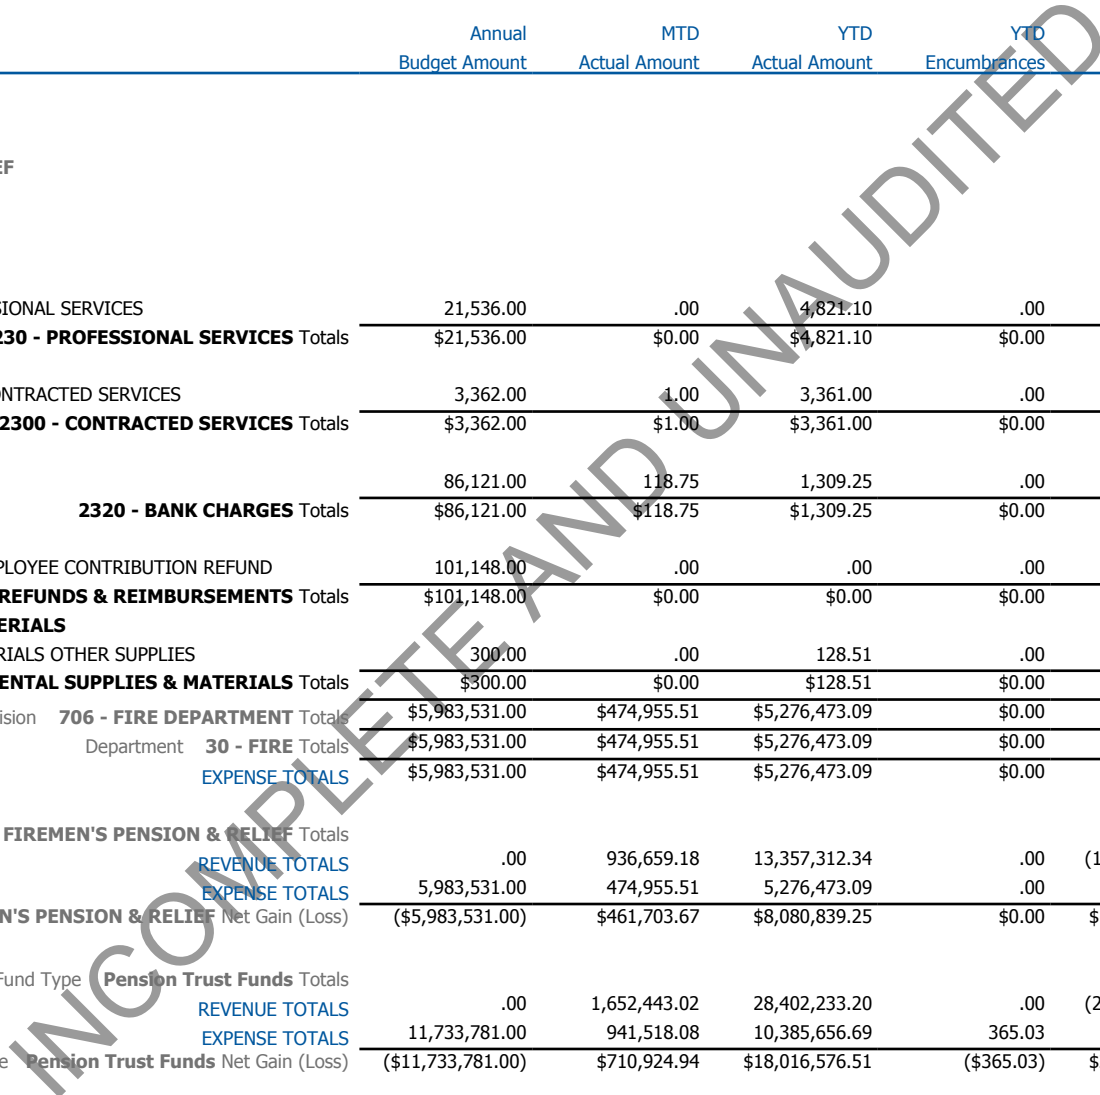 Annual MTD YTD YTD
Budget Amount Actual Amount Actual Amount Encumbrances
EF
SIONAL SERVICES 21,536.00 .00 4,821.10 .00
230 - PROFESSIONAL SERVICES Totals $21,536.00 $0.00 $4,821.10 $0.00
ONTRACTED SERVICES 3,362.00 1.00 3,361.00 .00
2300 - CONTRACTED SERVICES Totals $3,362.00 $1.00 $3,361.00 $0.00
86,121.00 118.75 1,309.25 .00
2320 - BANK CHARGES Totals $86,121.00 $118.75 $1,309.25 $0.00
PLOYEE CONTRIBUTION REFUND 101,148.00 .00 .00 .00
REFUNDS & REIMBURSEMENTS Totals $101,148.00 $0.00 $0.00 $0.00
ERIALS
RIALS OTHER SUPPLIES 300.00 .00 128.51 .00
ENTAL SUPPLIES & MATERIALS Totals $300.00 $0.00 $128.51 $0.00
ision 706 - FIRE DEPARTMENT Totals $5,983,531.00 $474,955.51 $5,276,473.09 $0.00
Department 30 - FIRE Totals $5,983,531.00 $474,955.51 $5,276,473.09 $0.00
EXPENSE TOTALS $5,983,531.00 $474,955.51 $5,276,473.09 $0.00
FIREMEN'S PENSION & RELIEF Totals
REVENUE TOTALS .00 936,659.18 13,357,312.34 .00 (1
EXPENSE TOTALS 5,983,531.00 474,955.51 5,276,473.09 .00
N'S PENSION & RELIEF Net Gain (Loss) ($5,983,531.00) $461,703.67 $8,080,839.25 $0.00 $
Fund Type Pension Trust Funds Totals
REVENUE TOTALS .00 1,652,443.02 28,402,233.20 .00 (2
EXPENSE TOTALS 11,733,781.00 941,518.08 10,385,656.69 365.03
e Pension Trust Funds Net Gain (Loss) ($11,733,781.00) $710,924.94 $18,016,576.51 ($365.03) $
INCOMPLETE AND UNAUDITED